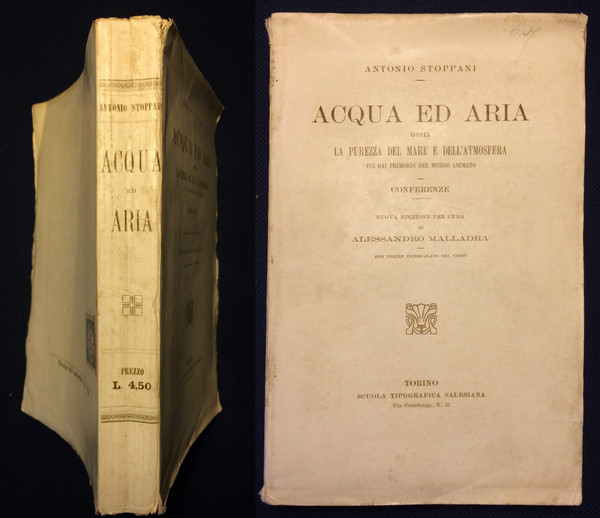 ANTONIO STOPPANI
ACQUA
ED
ARIA
PREZZO
L. 4,50
ANTONIO STOPPANI
ACQUA ED ARIA
OSSIA
LA PUREZZA DEL MARE E DELL'ATMOSFERA
FIN DAI PRIMORDI DEL MONDO ANIMATO
CONFERENZE
NUOVA EDIZIONE PER CURA
DI
ALESSANDRO MALLADRA
CON FIGURE INTERCALATE NEL TESTO
TORINO
SCUOLA TIPOGRAFICA SALESIANA
Via Cottolengo, N. 32